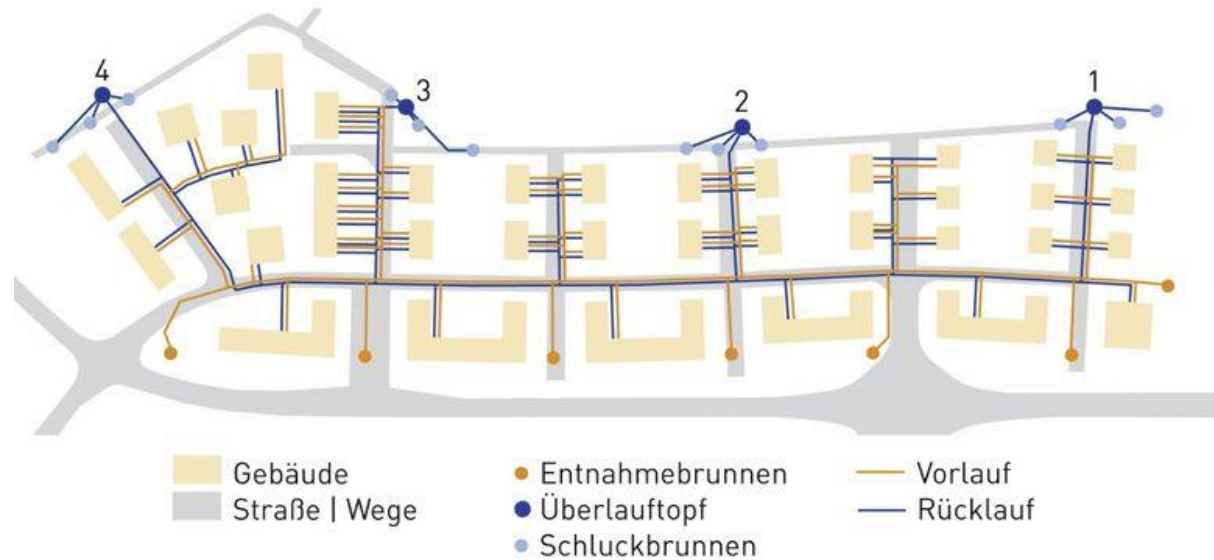 4
3
2
1
Gebäude
Straße | Wege
Entnahmebrunnen
Überlauftopf
Schluckbrunnen
Vorlauf
Rücklauf